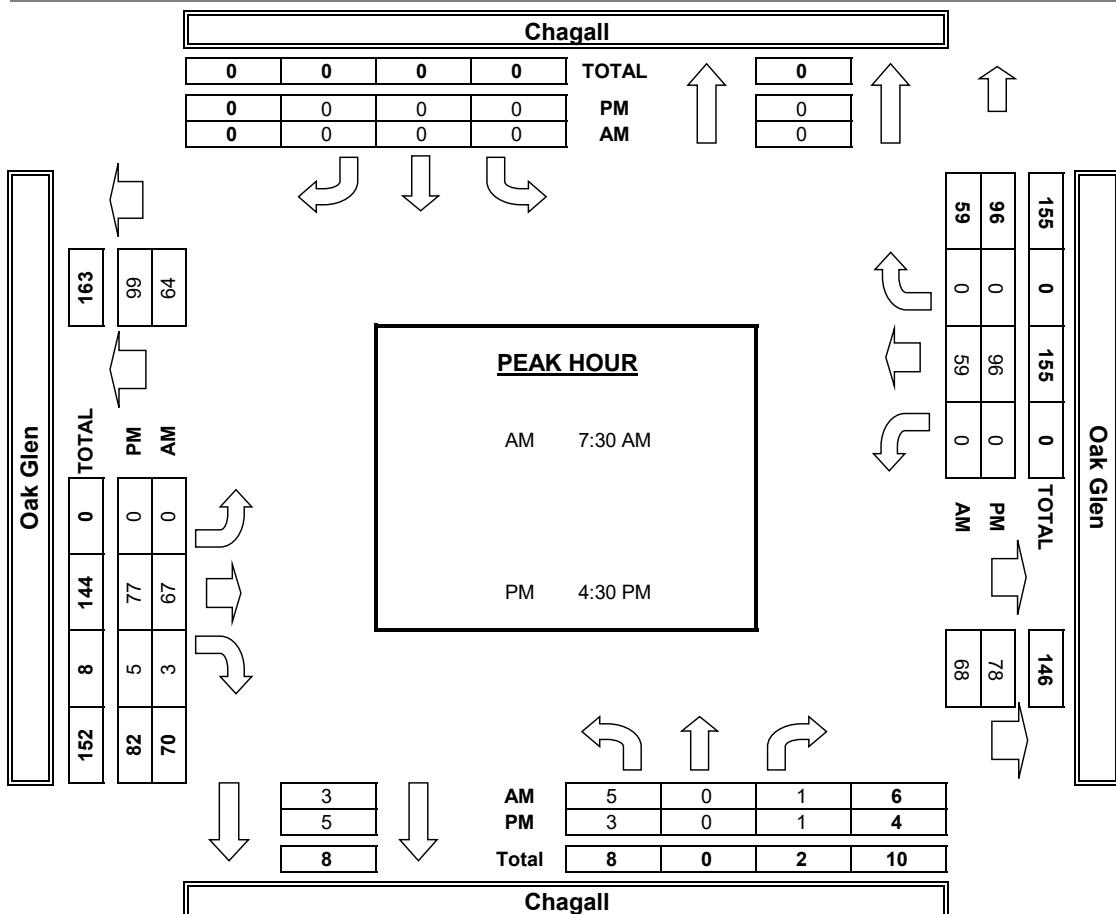 Chagall
0 0 0 0 TOTAL 0
0 0 0 0 PM 0
0 0 0 0 AM 0
Oak Glen
163
99
64
TOTAL
PM
AM
0 144 8 152
0 77 5 82
0 67 3 70
PEAK HOUR
AM 7:30 AM
PM 4:30 PM
155 0 155 0
96 0 96 0
59 0 59 0
TOTAL
PM
AM
146
78
68
Oak Glen
3 AM 5 0 1 6
5 PM 3 0 1 4
8 Total 8 0 2 10
Chagall